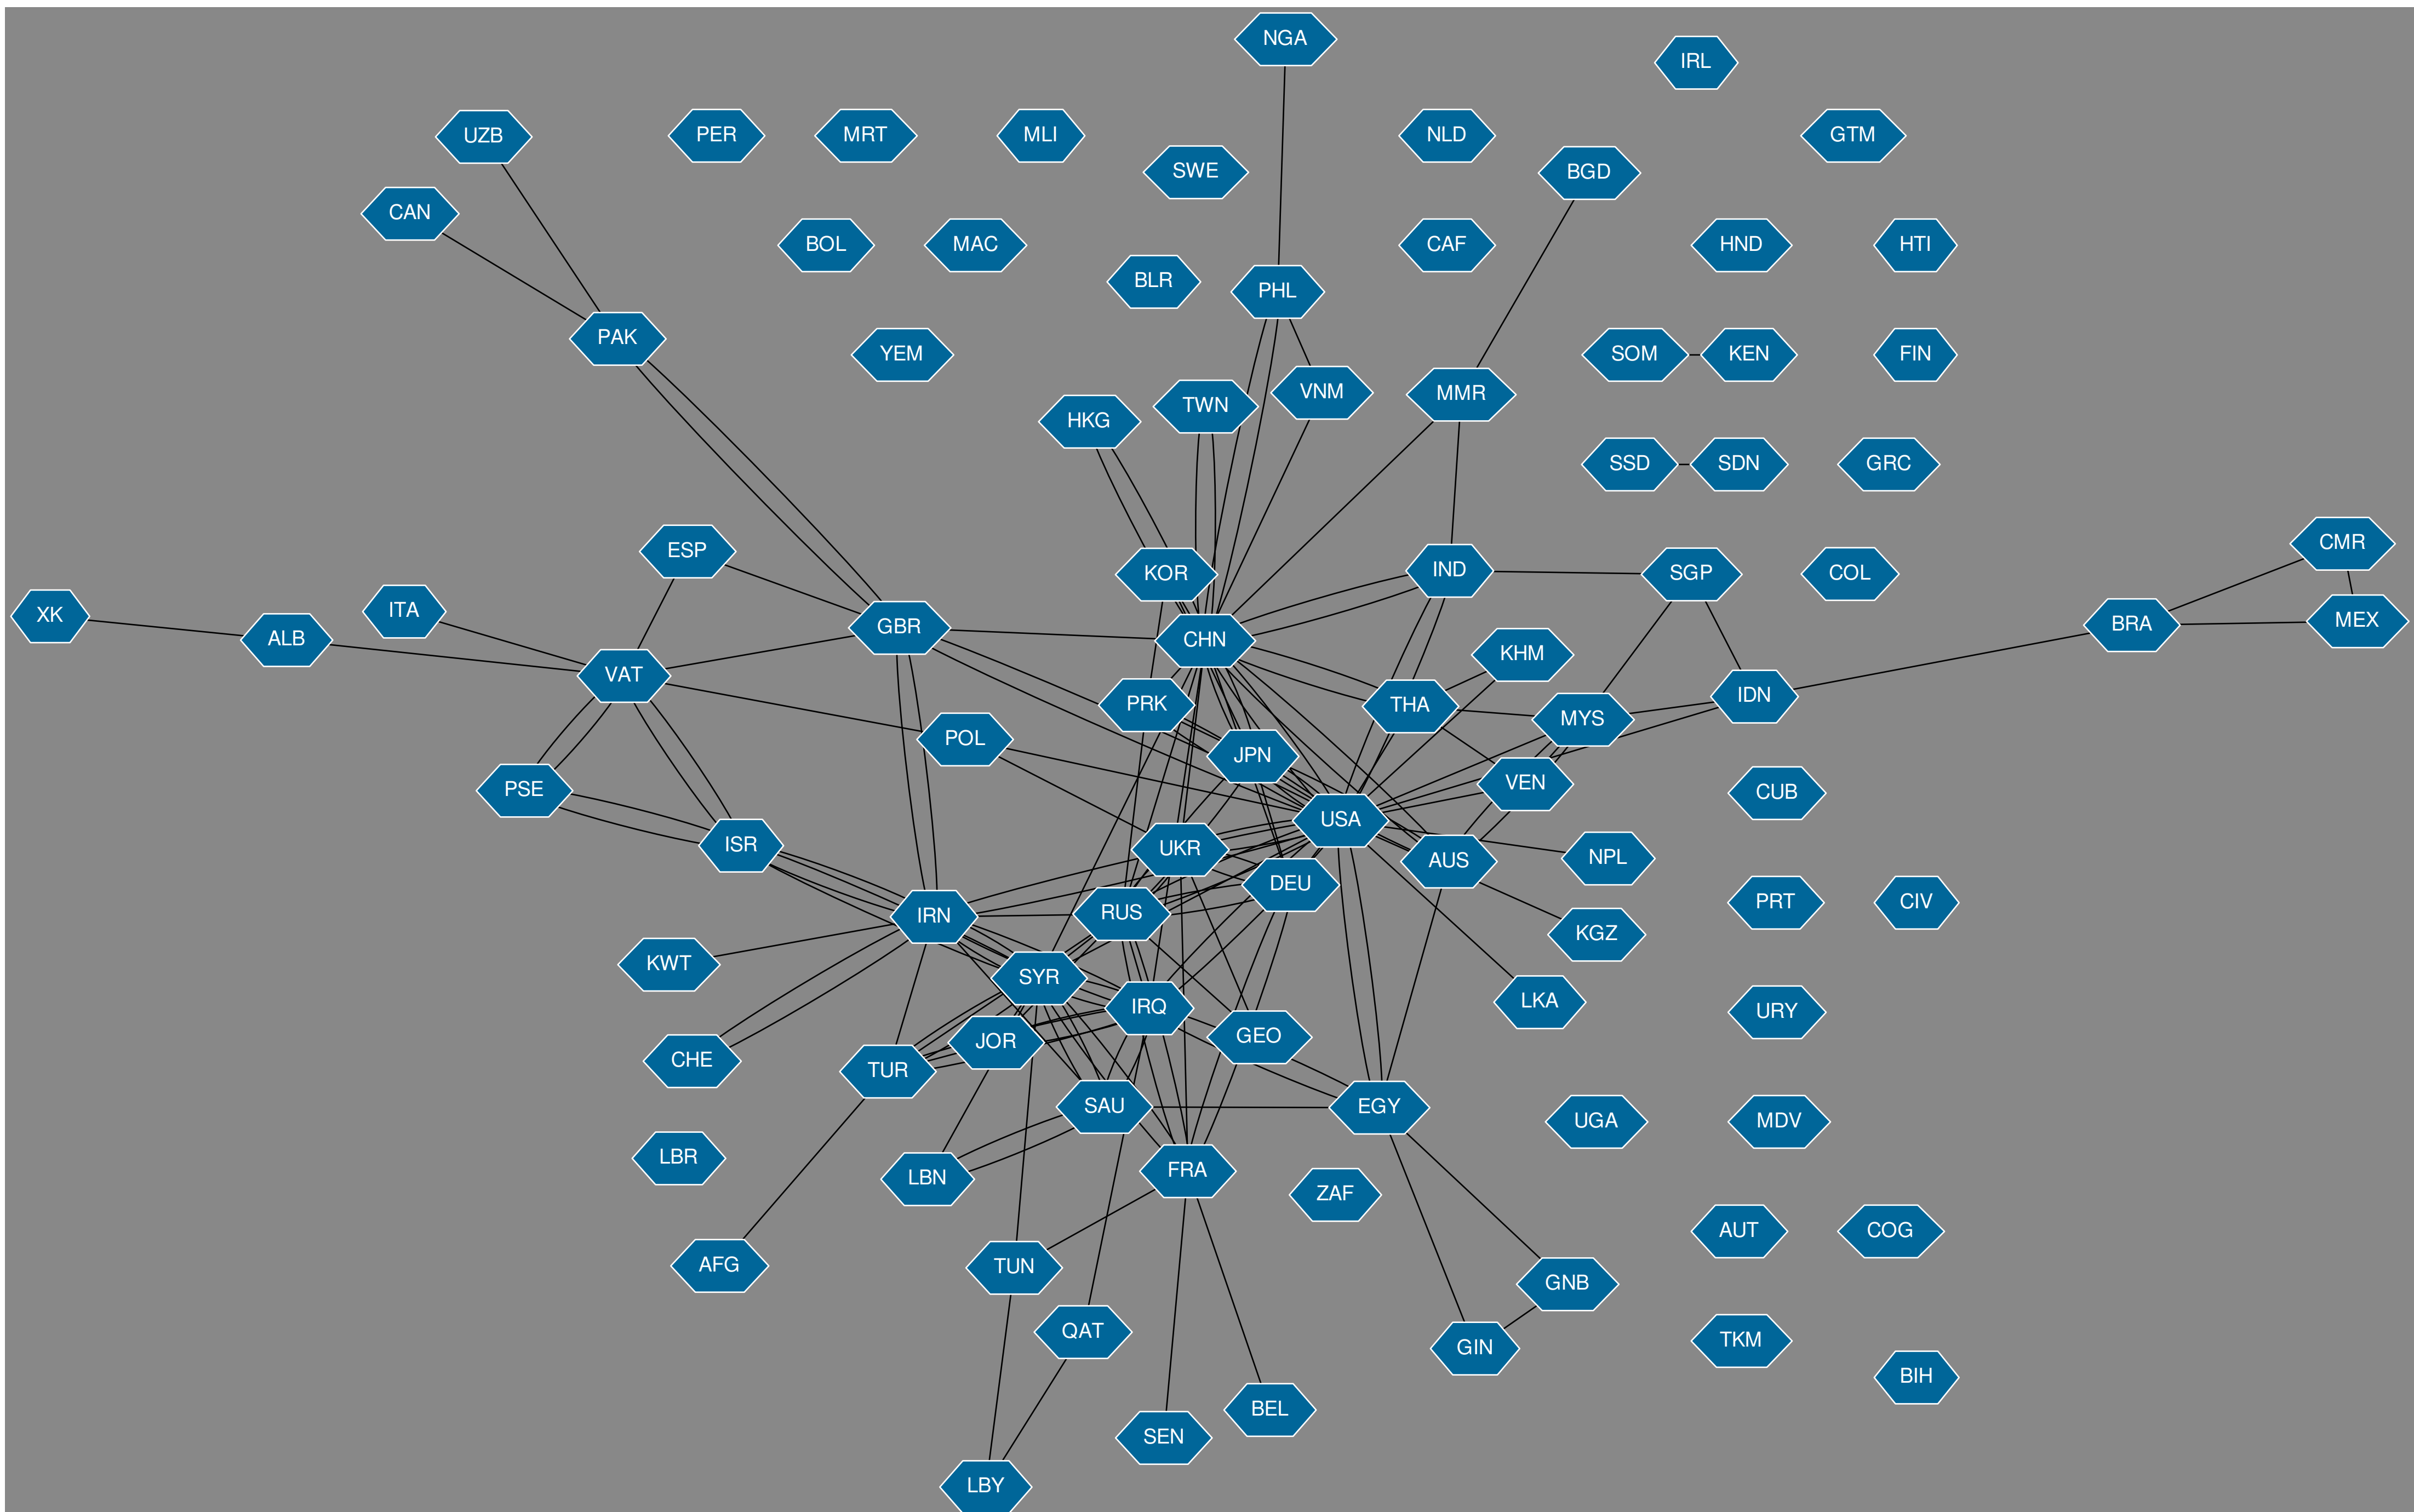 NGA
IRL
UZB
PER
MRT
MLI
NLD
GTM
SWE
BGD
CAN
BOL
MAC
CAF
HND
HTI
BLR
PHL
PAK
YEM
SOM
KEN
FIN
VNM
MMR
TWN
HKG
SSD
SDN
GRC
CMR
ESP
IND
KOR
SGP
COL
XK
ITA
MEX
BRA
GBR
ALB
CHN
KHM
VAT
IDN
PRK
THA
MYS
POL
JPN
VEN
PSE
CUB
USA
ISR
UKR
AUS
NPL
DEU
PRT
CIV
RUS
IRN
KGZ
KWT
SYR
LKA
IRQ
URY
GEO
JOR
CHE
TUR
SAU
EGY
UGA
MDV
LBR
FRA
LBN
ZAF
AUT
COG
AFG
TUN
GNB
QAT
TKM
GIN
BIH
BEL
SEN
LBY